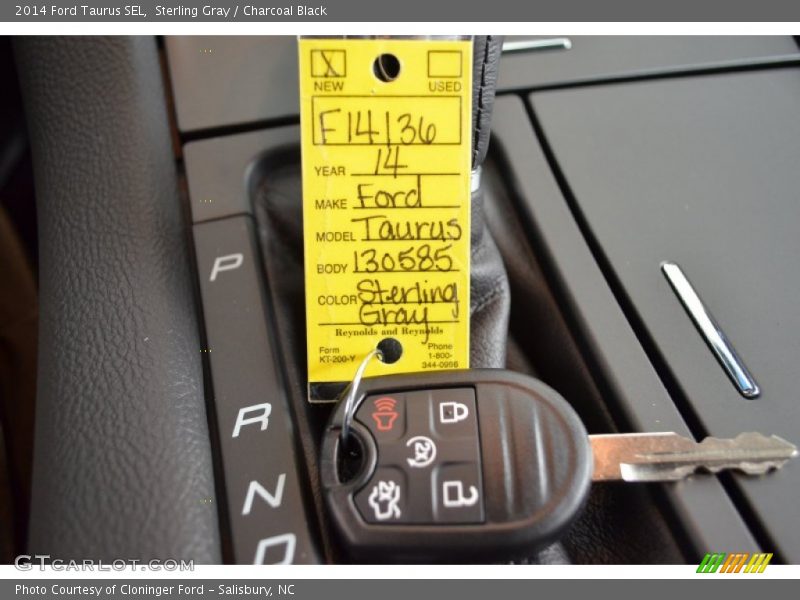 2014 Ford Taurus SEL, Sterling Gray / Charcoal Black
X
NEW USED
F14136
YEAR 14
MAKE Ford
MODEL Taurus
BODY 130585
COLOR Sterling
Gray
Reynolds and Reynolds
Form Phone
KT-200-Y 1-800-
344-0996
P
R
N
D
2x
GTCARLOT.COM
Photo Courtesy of Cloninger Ford - Salisbury, NC